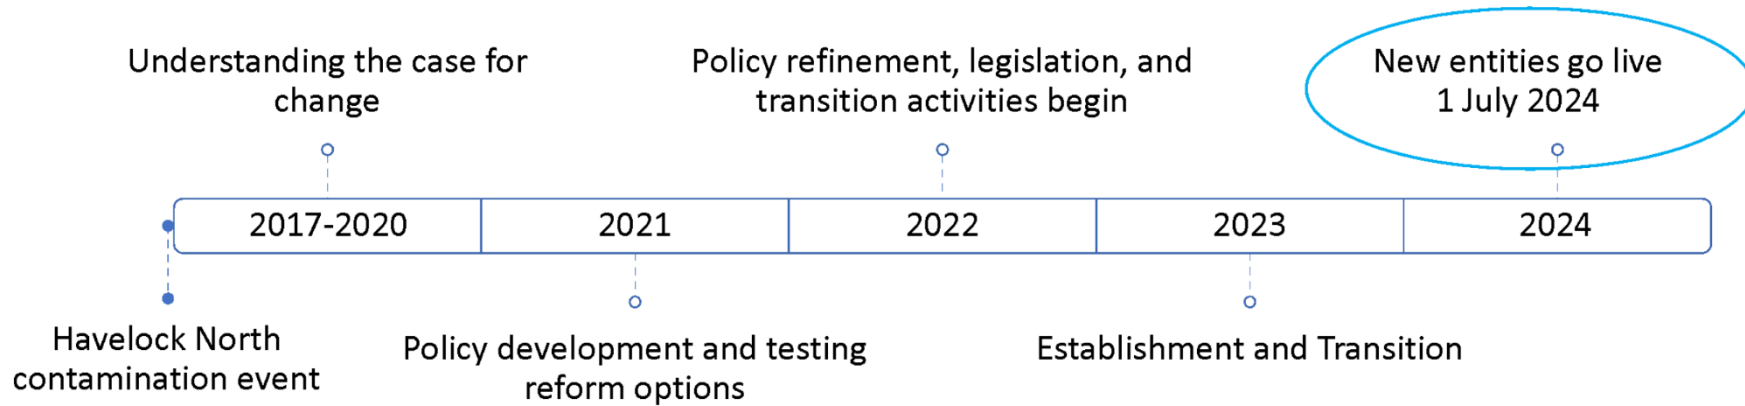 Understanding the case for
change
Policy refinement, legislation, and
transition activities begin
New entities go live
1 July 2024
2017-2020
2021
2022
2023
2024
Havelock North
contamination event
Policy development and testing
reform options
Establishment and Transition